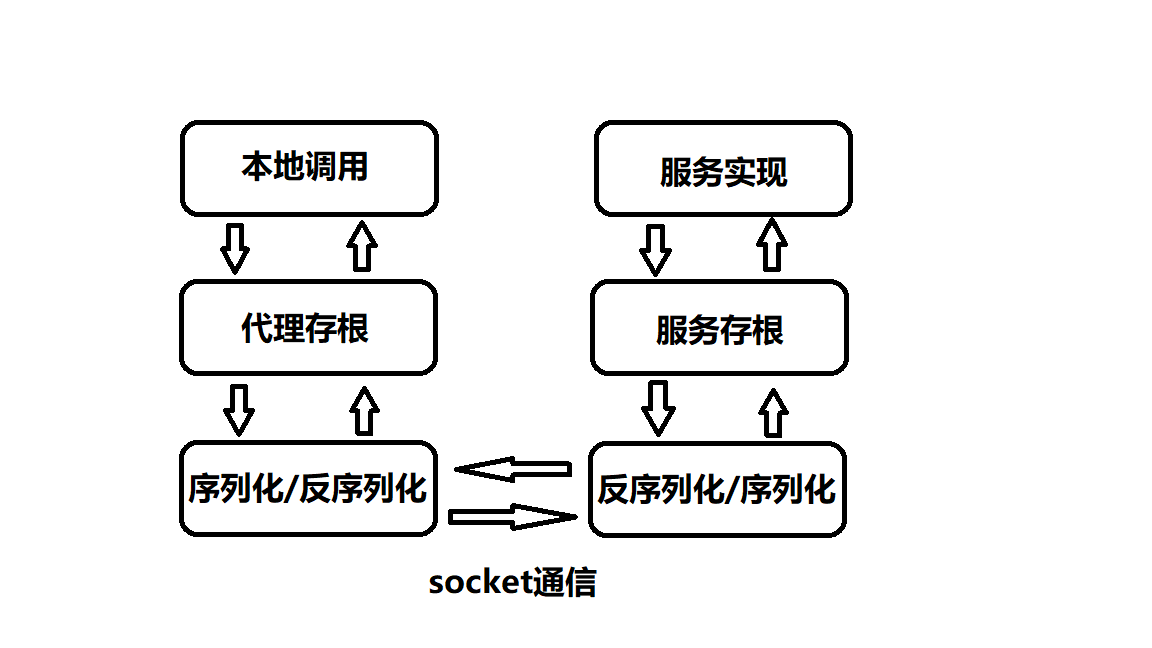 本地调用
服务实现
代理存根
服务存根
序列化/反序列化
反序列化/序列化
socket通信